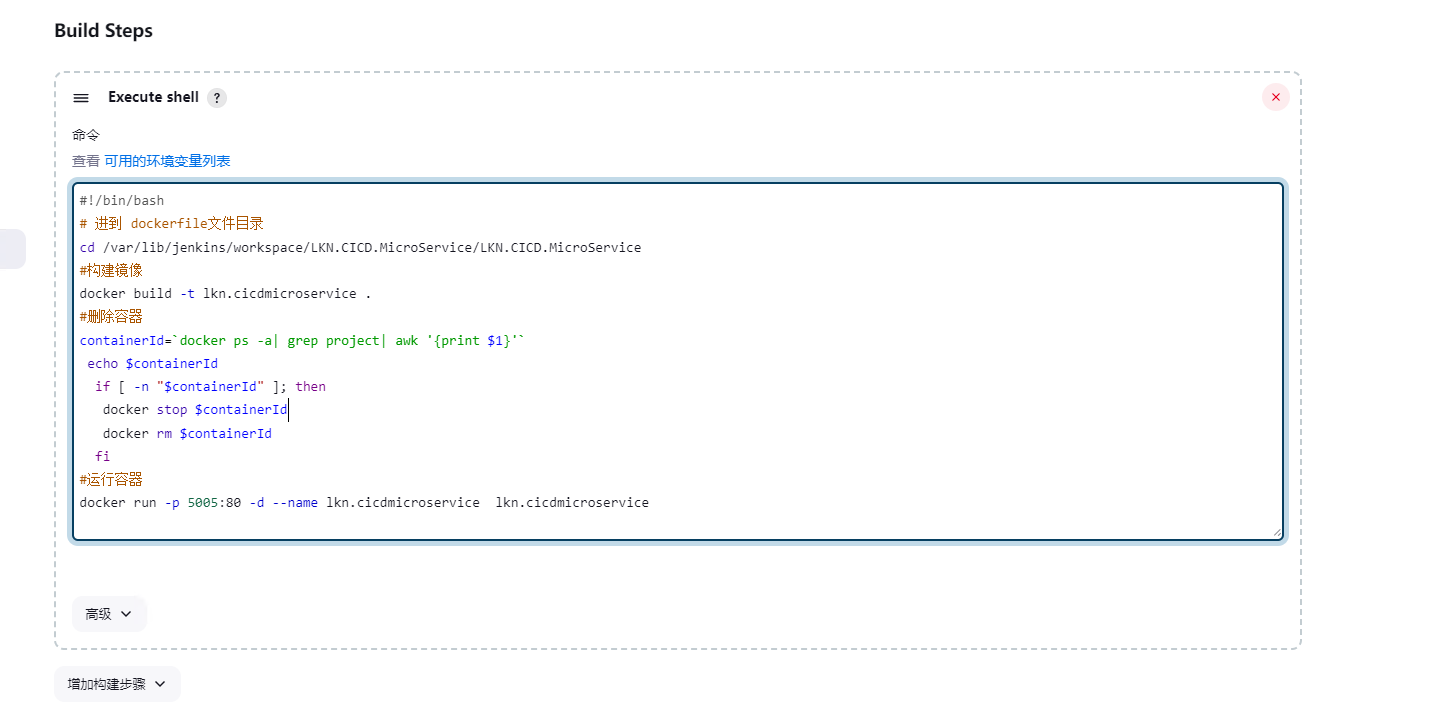 Build Steps
Execute shell ?
命令
查看 可用的环境变量列表
#!/bin/bash
# 进到 dockerfile文件目录
cd /var/lib/jenkins/workspace/LKN.CICD.MicroService/LKN.CICD.MicroService
#构建镜像
docker build -t lkn.cicdmicroservice .
#删除容器
containerId=`docker ps -a| grep project| awk '{print $1}'`
echo $containerId
if [ -n "$containerId" ]; then
docker stop $containerId
docker rm $containerId
fi
#运行容器
docker run -p 5005:80 -d --name lkn.cicdmicroservice  lkn.cicdmicroservice
高级
增加构建步骤